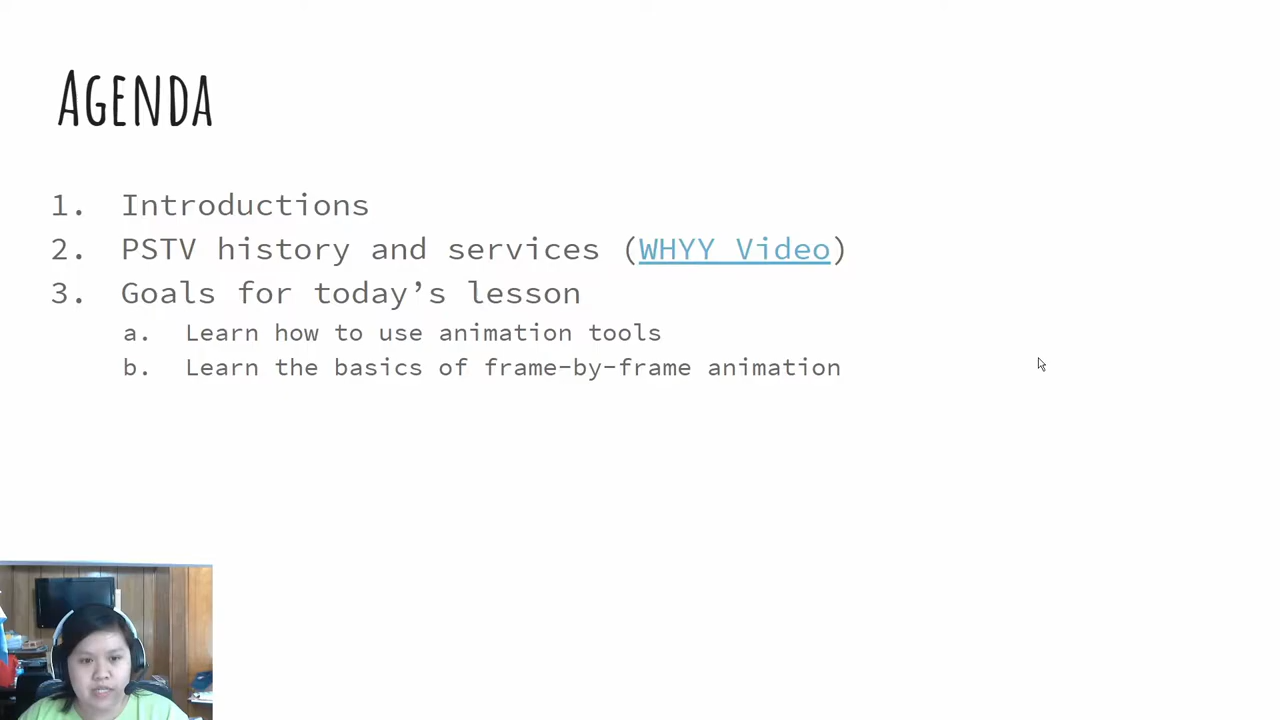 AGENDA
1. Introductions
2. PSTV history and services (WHYY Video)
3. Goals for today’s lesson
a. Learn how to use animation tools
b. Learn the basics of frame-by-frame animation